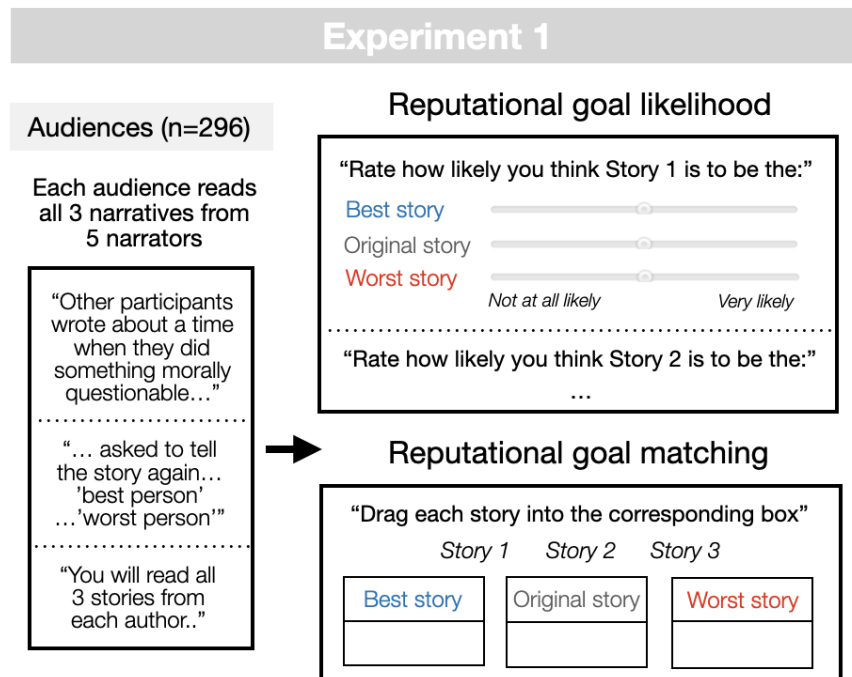 Experiment 1
Audiences (n=296)
Each audience reads
all 3 narratives from
5 narrators
“Other participants
wrote about a time
when they did
something morally
questionable…”
“… asked to tell
the story again…
’best person’
…’worst person’”
“You will read all
3 stories from
each author..”
Reputational goal likelihood
“Rate how likely you think Story 1 is to be the:”
Best story
Original story
Worst story
Not at all likely Very likely
“Rate how likely you think Story 2 is to be the:”
…
Reputational goal matching
“Drag each story into the corresponding box”
Story 1 Story 2 Story 3
Best story Original story Worst story